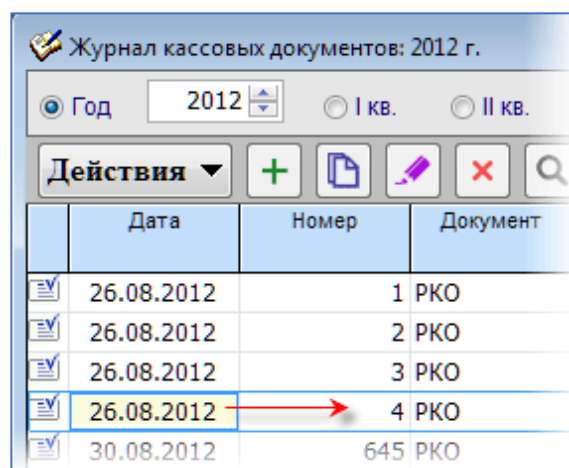 Журнал кассовых документов: 2012 г.
Год 2012 I кв. II кв.
Действия
Дата Номер Документ
26.08.2012 1 РКО
26.08.2012 2 РКО
26.08.2012 3 РКО
26.08.2012 4 РКО
30.08.2012 645 РКО